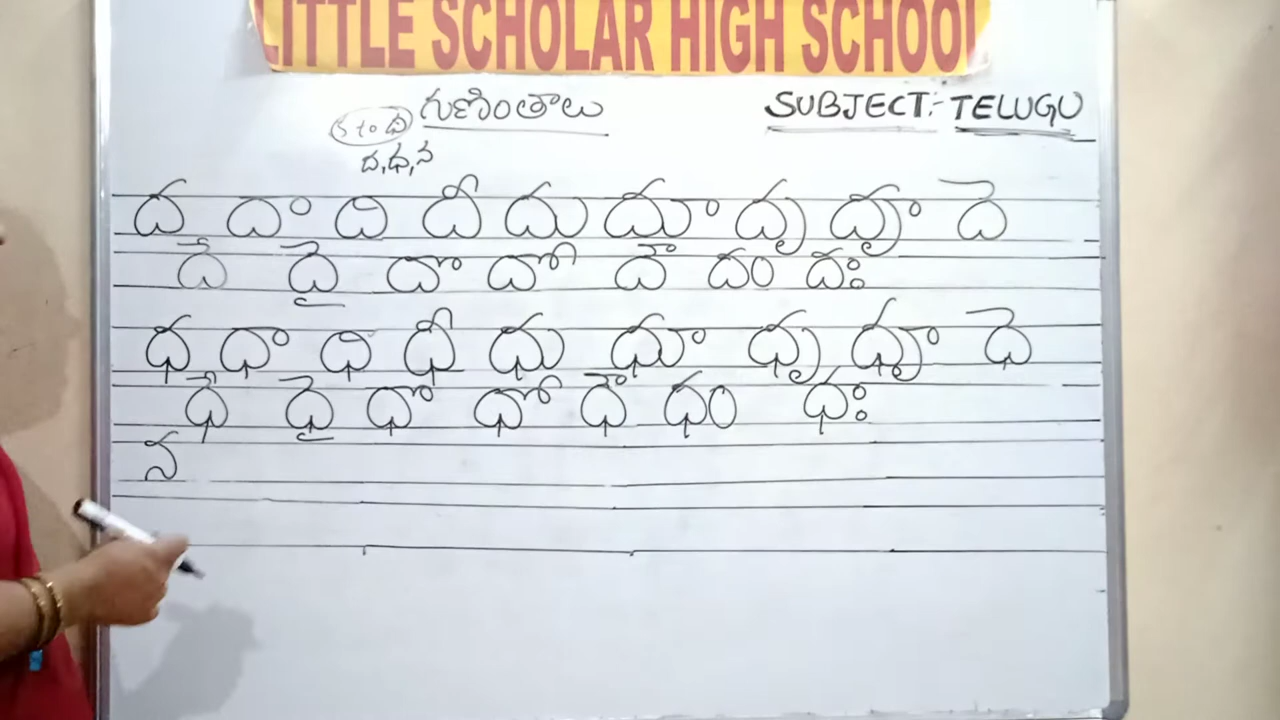 LITTLE SCHOLAR HIGH SCHOOL
గుణింతాలు SUBJECT:- TELUGU
ద,ధ,న
ద దా ది దీ దు దూ దృ దౄ దె
దే దై దొ దో దౌ దం దః
ధ ధా ధి ధీ ధు ధూ ధృ ధౄ ధె
ధే ధై ధొ ధో ధౌ ధం ధః
న